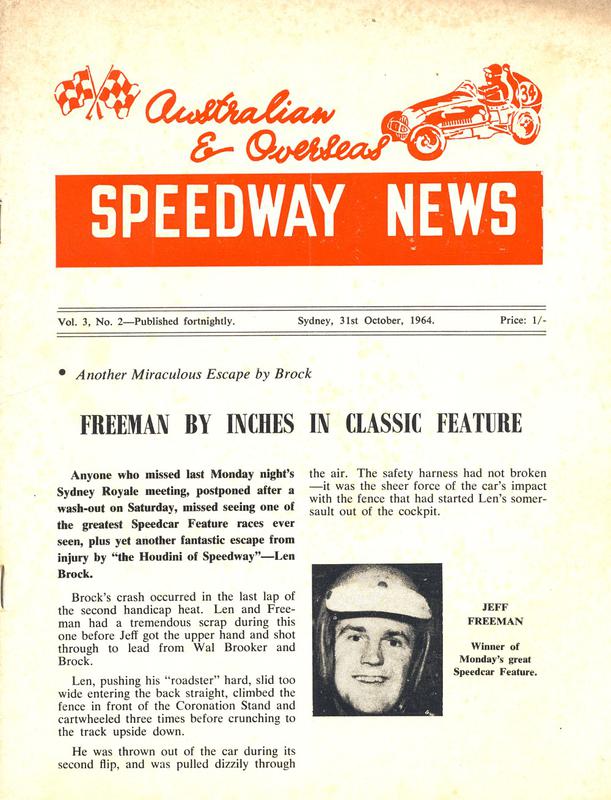 Australian
& Overseas
34
SPEEDWAY NEWS
Vol. 3, No. 2—Published fortnightly. Sydney, 31st October, 1964. Price: 1/-
• Another Miraculous Escape by Brock
FREEMAN BY INCHES IN CLASSIC FEATURE
Anyone who missed last Monday night's
Sydney Royale meeting, postponed after a
wash-out on Saturday, missed seeing one of
the greatest Speedcar Feature races ever
seen, plus yet another fantastic escape from
injury by "the Houdini of Speedway"—Len
Brock.
Brock's crash occurred in the last lap of
the second handicap heat. Len and Free-
man had a tremendous scrap during this
one before Jeff got the upper hand and shot
through to lead from Wal Brooker and
Brock.
Len, pushing his "roadster" hard, slid too
wide entering the back straight, climbed the
fence in front of the Coronation Stand and
cartwheeled three times before crunching to
the track upside down.
He was thrown out of the car during its
second flip, and was pulled dizzily through
the air. The safety harness had not broken
—it was the sheer force of the car's impact
with the fence that had started Len's somer-
sault out of the cockpit.
JEFF
FREEMAN
Winner of
Monday's great
Speedcar Feature.